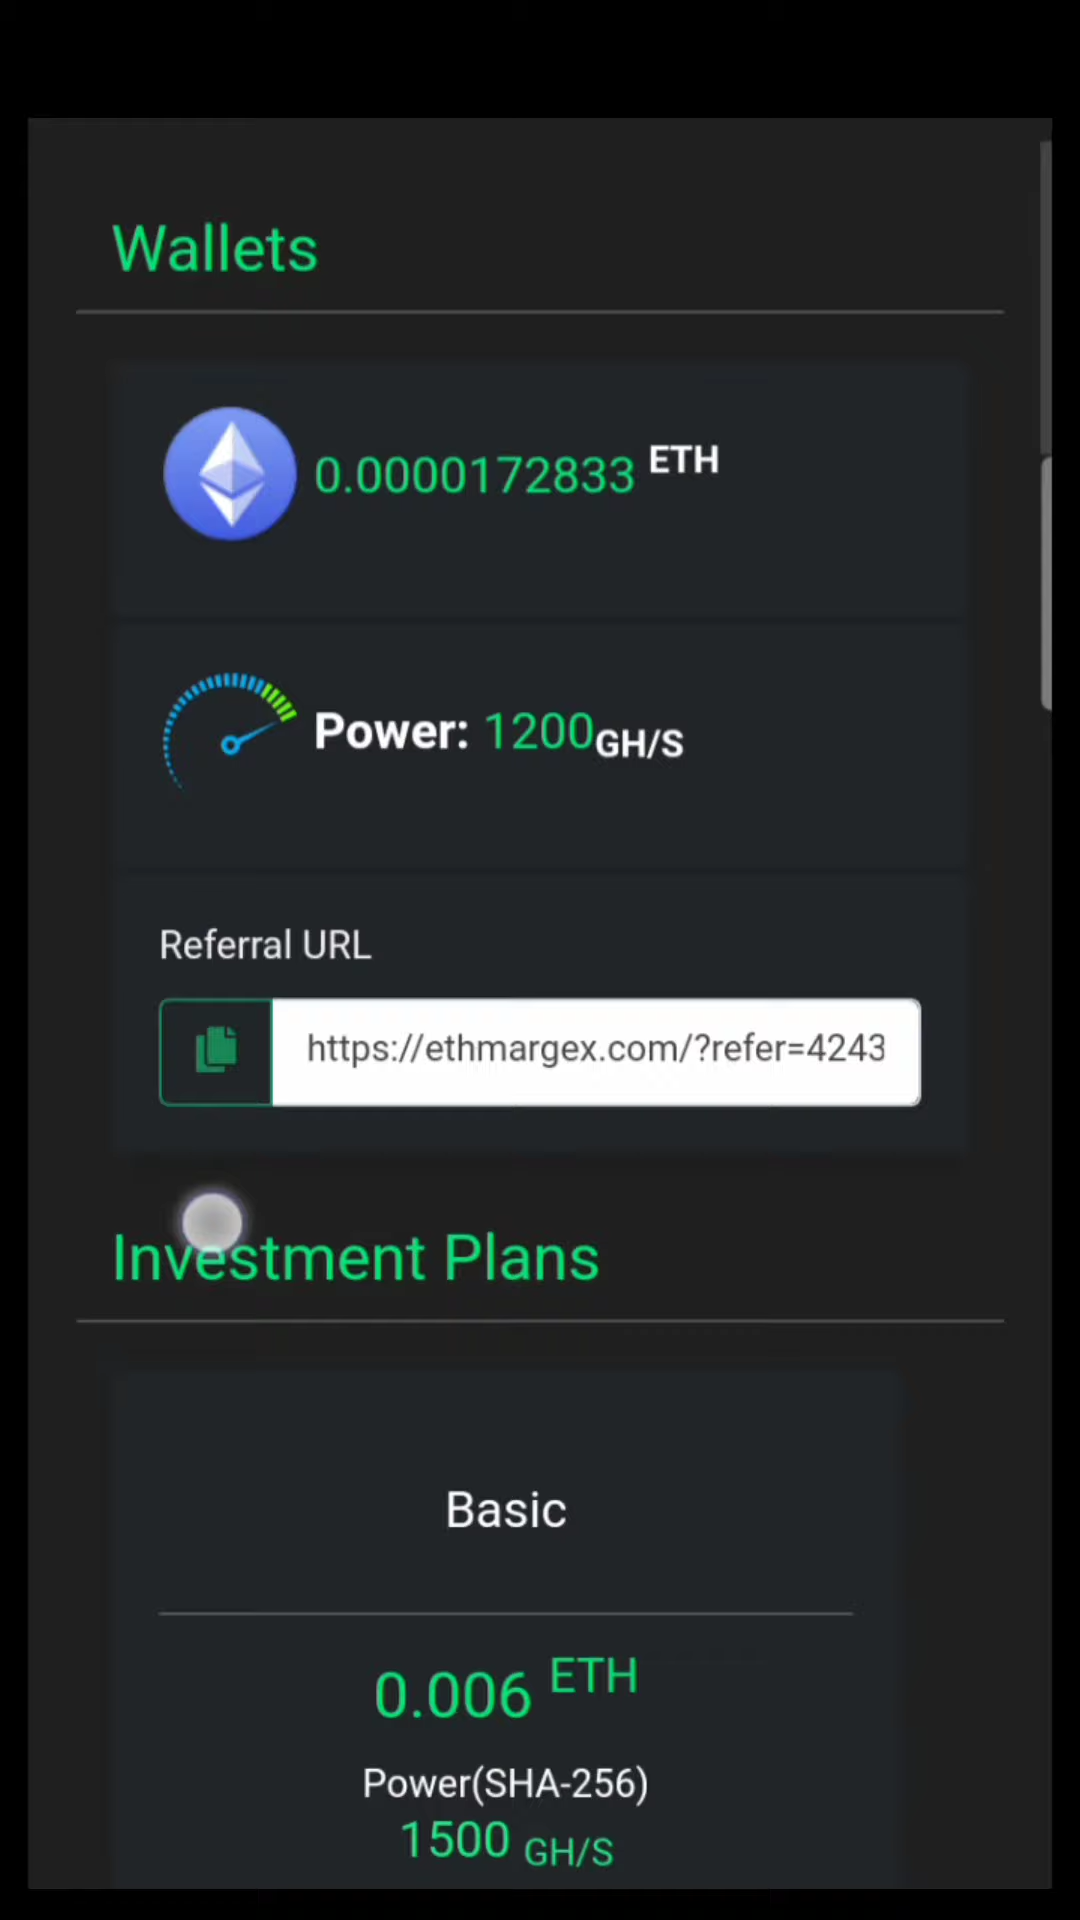 Wallets
0.0000172833 ETH
Power: 1200GH/S
Referral URL
https://ethmargex.com/?refer=4243
Investment Plans
Basic
0.006 ETH
Power(SHA-256)
1500 GH/S